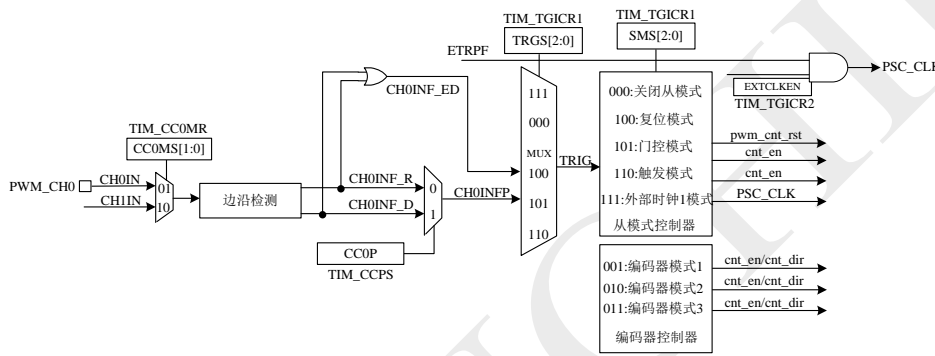 TIM_TGICR1
TRGS[2:0]
TIM_TGICR1
SMS[2:0]
ETRPF
PSC_CLK
EXTCLKEN
TIM_TGICR2
CH0INF_ED
111
000
MUX
100
101
110
TRIG
000:关闭从模式
100:复位模式
101:门控模式
110:触发模式
111:外部时钟1模式
从模式控制器
pwm_cnt_rst
cnt_en
cnt_en
PSC_CLK
TIM_CC0MR
CC0MS[1:0]
PWM_CH0
CH0IN
CH1IN
01
10
边沿检测
CH0INF_R
CH0INF_D
0
1
CH0INFP
CC0P
TIM_CCPS
001:编码器模式1
010:编码器模式2
011:编码器模式3
编码器控制器
cnt_en/cnt_dir
cnt_en/cnt_dir
cnt_en/cnt_dir